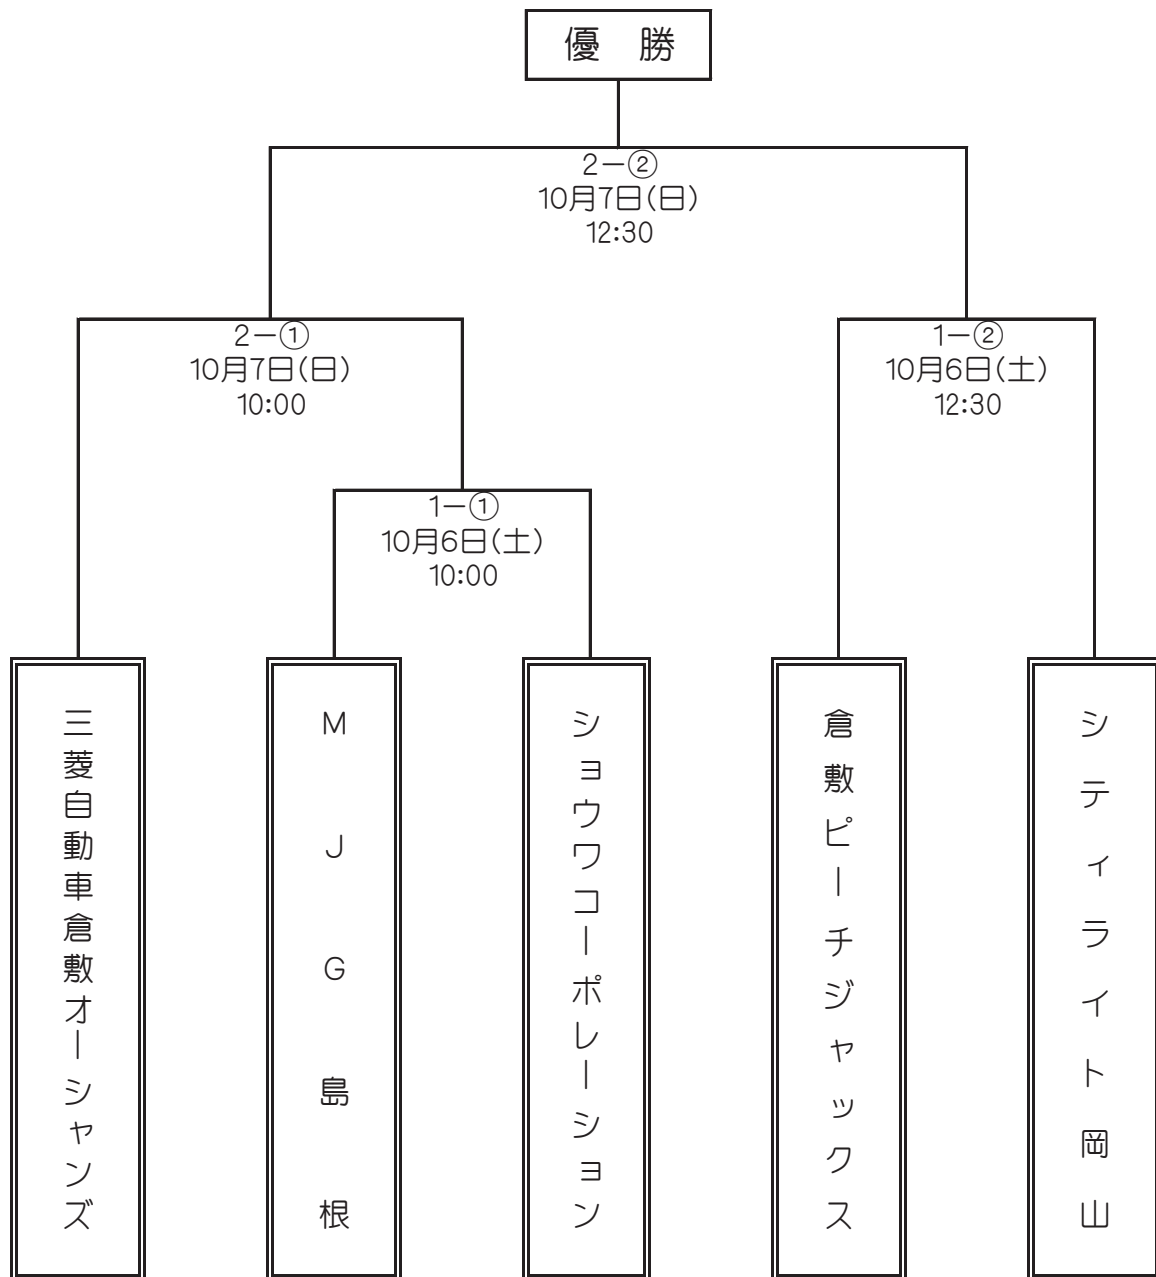 優　勝
2－②
10月7日(日)
12:30
2－①
10月7日(日)
10:00
1－②
10月6日(土)
12:30
1－①
10月6日(土)
10:00
三菱自動車倉敷オーシャンズ
MJG島根
ショウワコーポレーション
倉敷ピーチジャックス
シティライト岡山